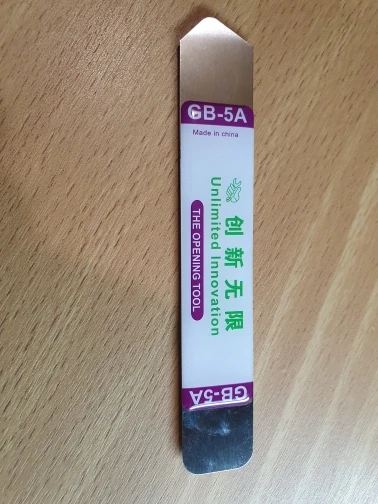 GB-5A
Made in china
创新无限
Unlimited Innovation
THE OPENING TOOL
GB-5A